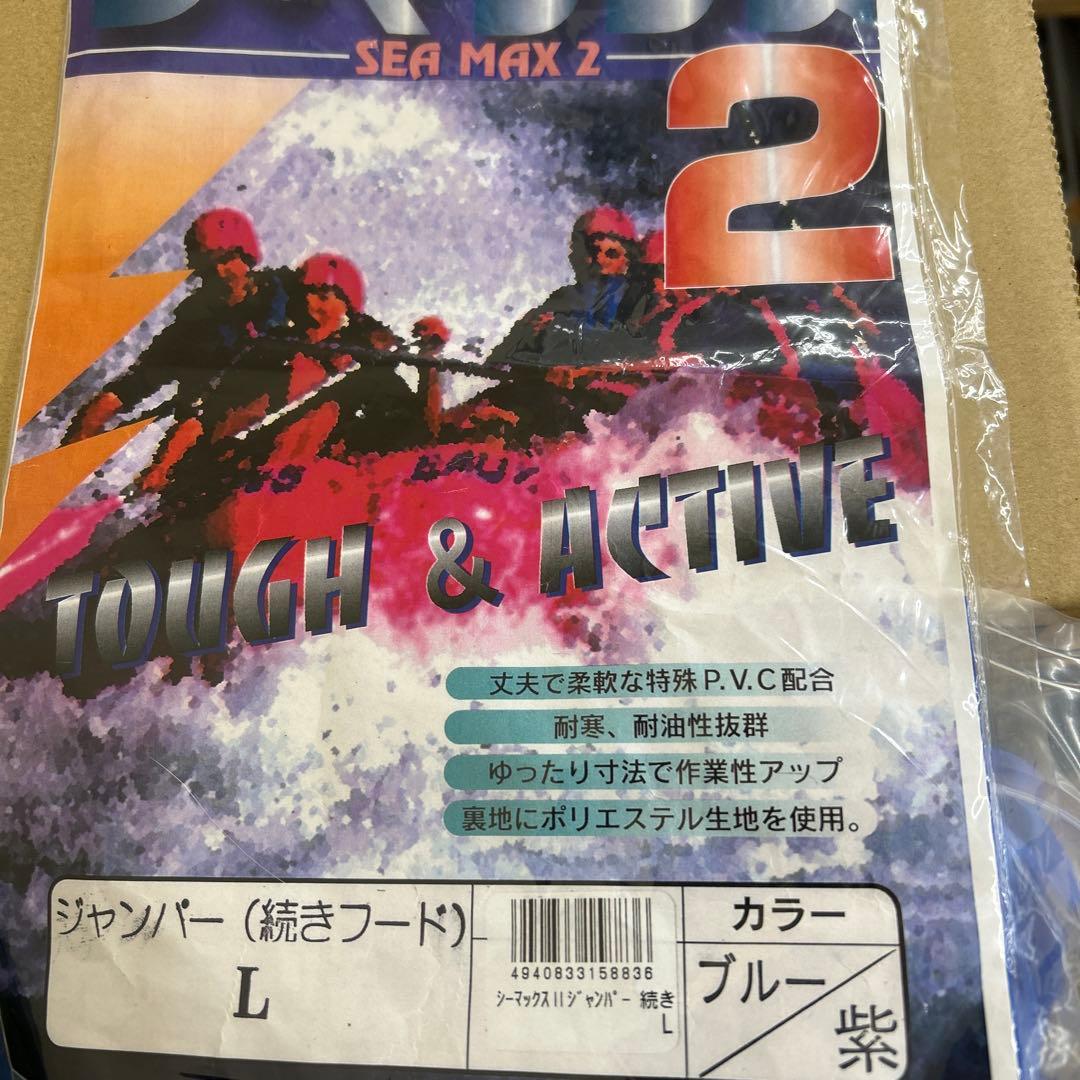 SEA MAX 2
2
TOUGH & ACTIVE
丈夫で柔軟な特殊P.V.C配合
耐寒、耐油性抜群
ゆったり寸法で作業性アップ
裏地にポリエステル生地を使用。
ジャンパー(続きフード)
L
4940833158836
シーマックスIIジャンパー 続き
L
カラー
ブルー/紫